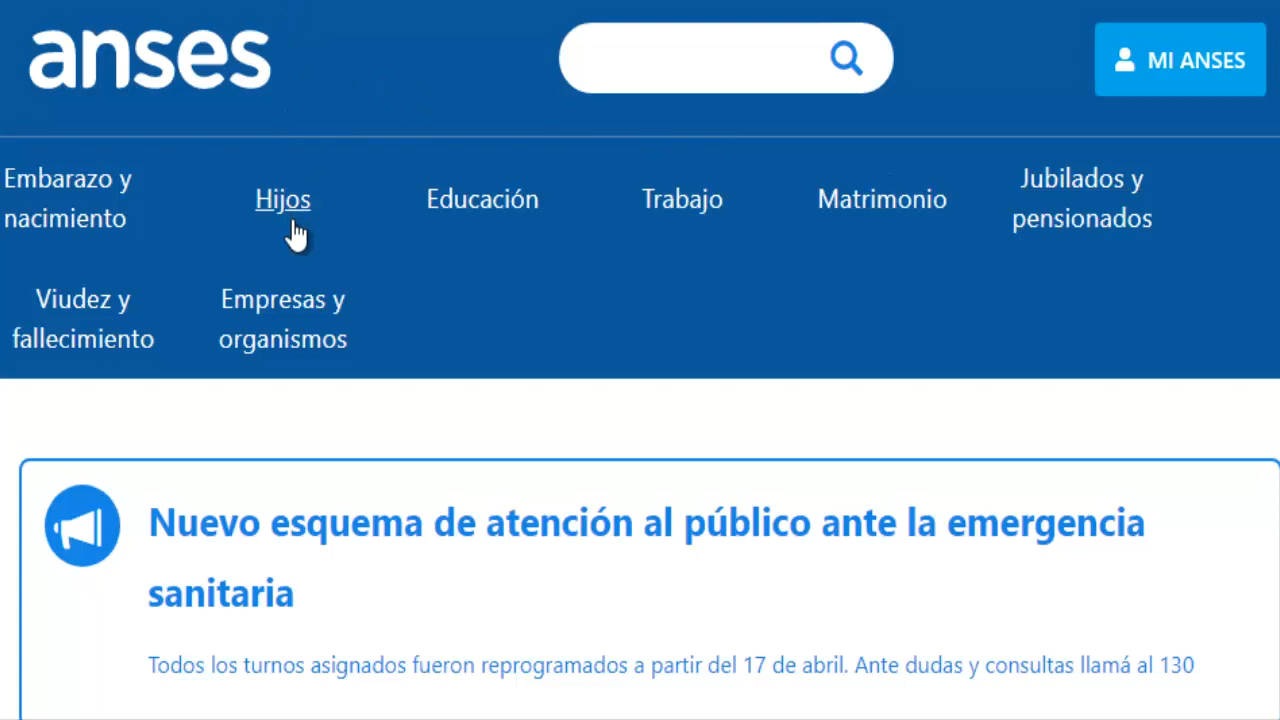 anses
MI ANSES
Embarazo y
nacimiento
Hijos
Educación
Trabajo
Matrimonio
Jubilados y
pensionados
Viudez y
fallecimiento
Empresas y
organismos
Nuevo esquema de atención al público ante la emergencia
sanitaria
Todos los turnos asignados fueron reprogramados a partir del 17 de abril. Ante dudas y consultas llamá al 130